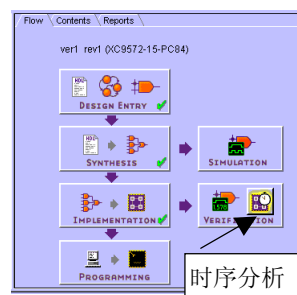 Flow Contents Reports
ver1 rev1 (XC9572-15-PC84)
DESIGN ENTRY
SYNTHESIS SIMULATION
IMPLEMENTATION VERIFICATION
PROGRAMMING
时序分析